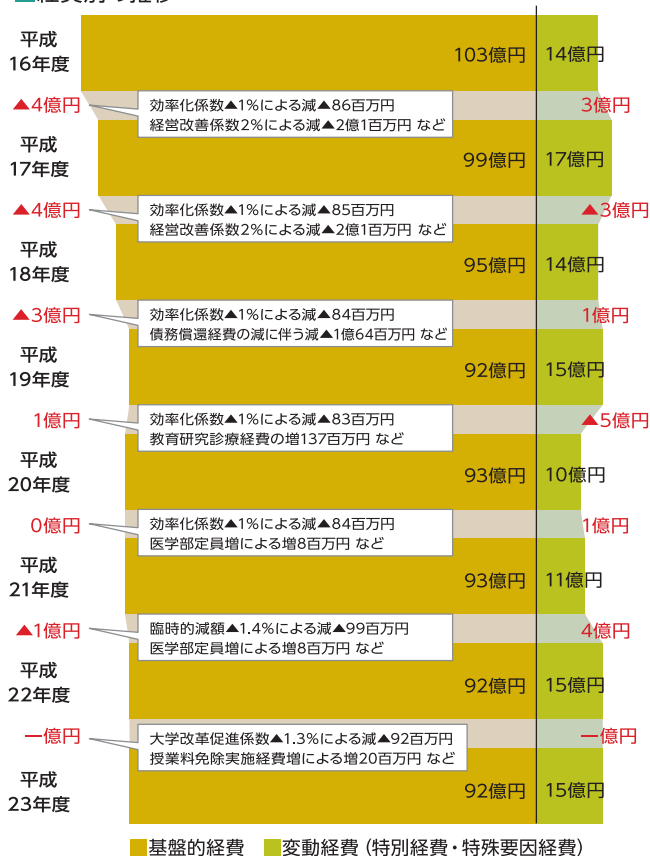 平成
16年度
103億円 14億円
▲4億円
効率化係数▲1%による減▲86百万円
経営改善係数2%による減▲2億1百万円 など
3億円
平成
17年度
99億円 17億円
▲4億円
効率化係数▲1%による減▲85百万円
経営改善係数2%による減▲2億1百万円 など
▲3億円
平成
18年度
95億円 14億円
▲3億円
効率化係数▲1%による減▲84百万円
債務償還経費の減に伴う減▲1億64百万円 など
1億円
平成
19年度
92億円 15億円
1億円
効率化係数▲1%による減▲83百万円
教育研究診療経費の増137百万円 など
▲5億円
平成
20年度
93億円 10億円
0億円
効率化係数▲1%による減▲84百万円
医学部定員増による増8百万円 など
1億円
平成
21年度
93億円 11億円
▲1億円
臨時的減額▲1.4%による減▲99百万円
医学部定員増による増8百万円 など
4億円
平成
22年度
92億円 15億円
ー億円
大学改革促進係数▲1.3%による減▲92百万円
授業料免除実施経費増による増20百万円 など
ー億円
平成
23年度
92億円 15億円
基盤的経費 変動経費 (特別経費・特殊要因経費)